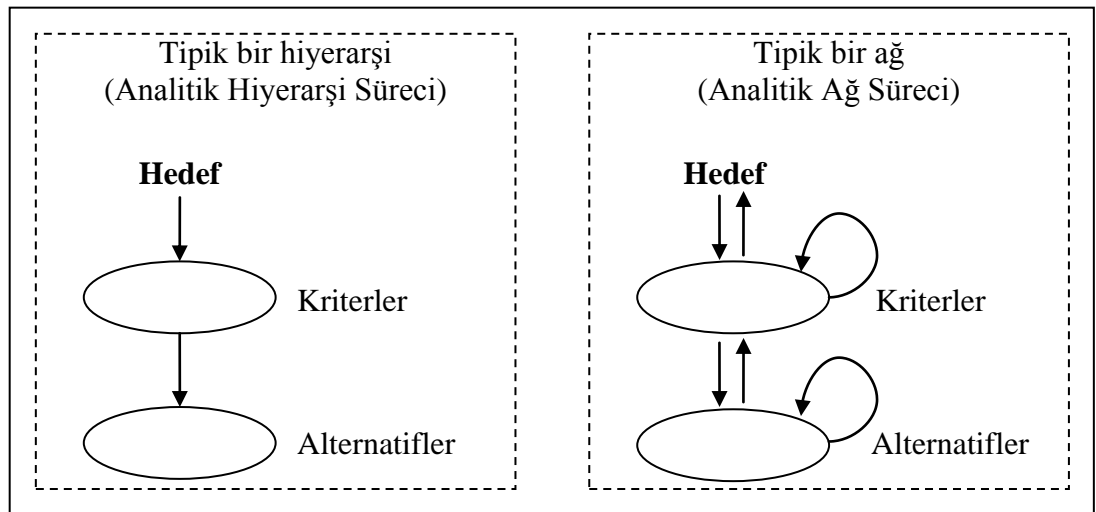 Tipik bir hiyerarşi
(Analitik Hiyerarşi Süreci)
Hedef
Kriterler
Alternatifler
Tipik bir ağ
(Analitik Ağ Süreci)
Hedef
Kriterler
Alternatifler